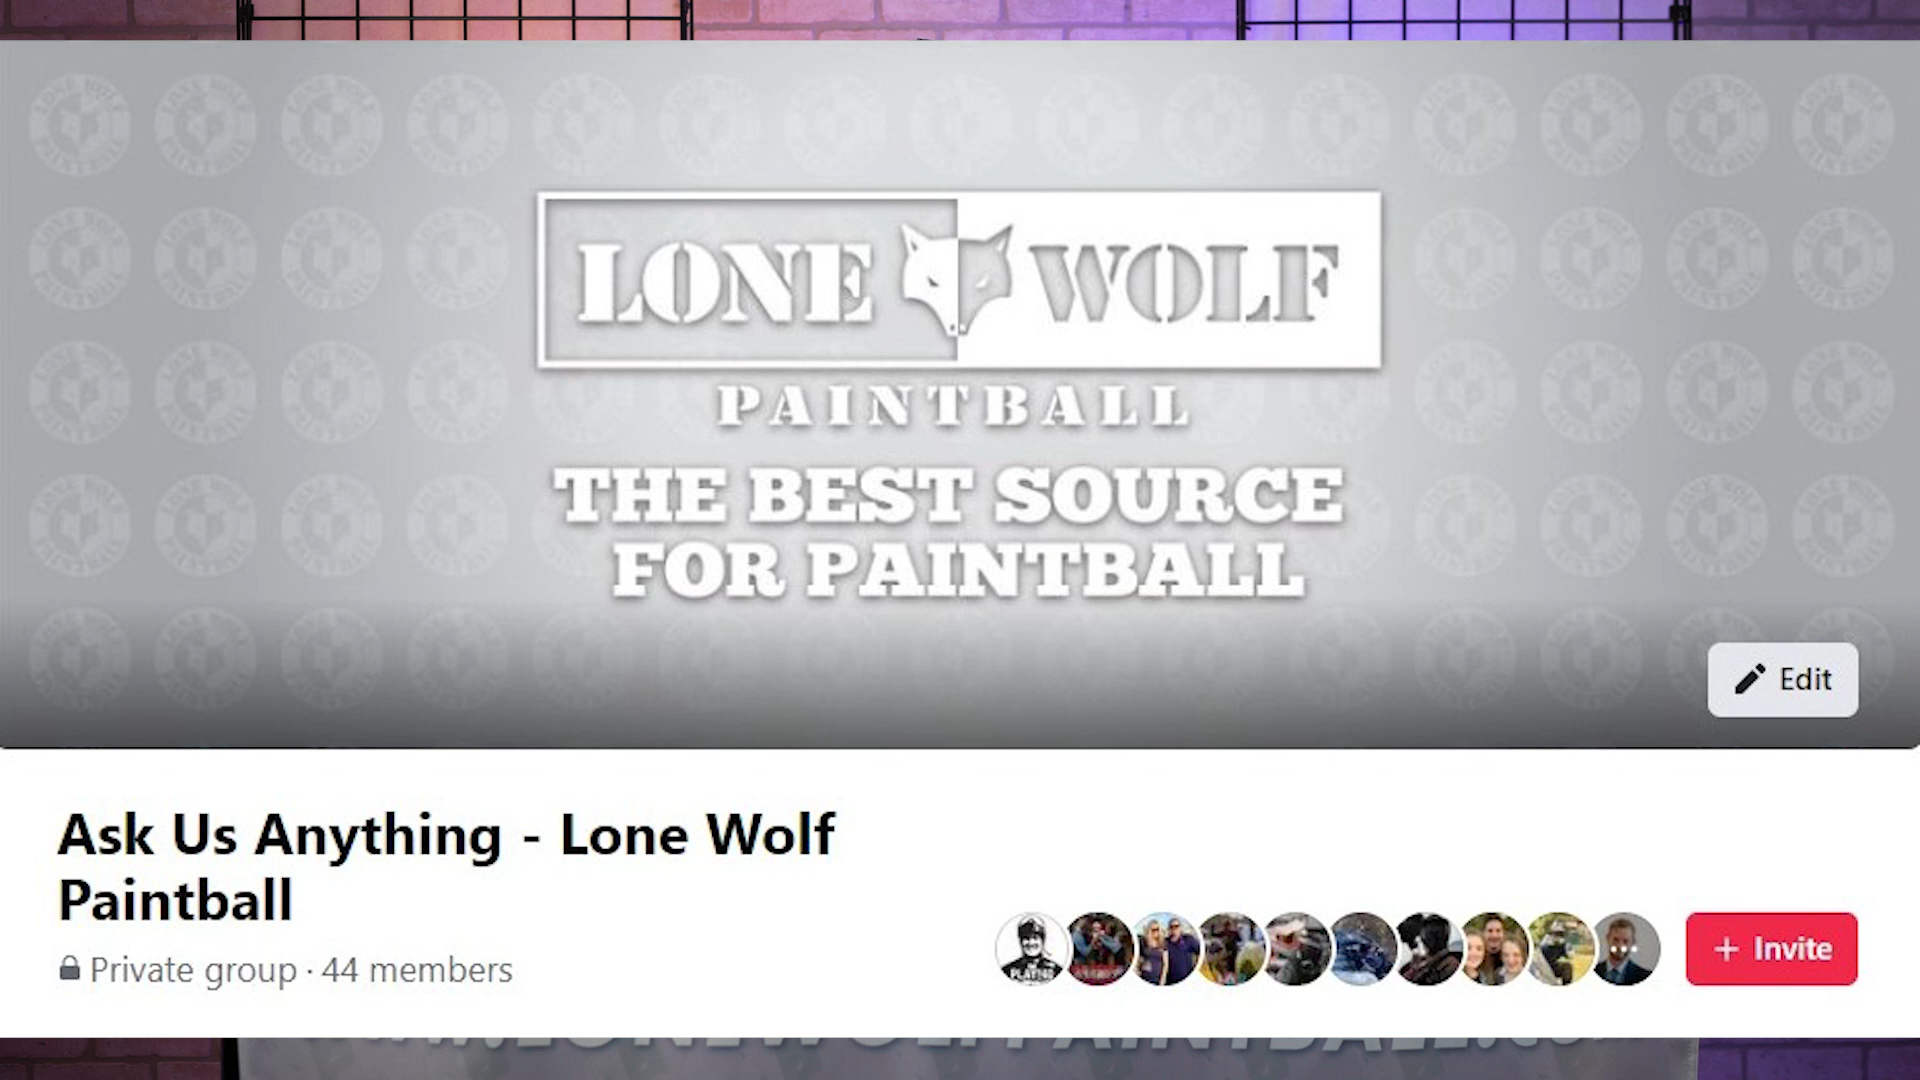 LONE WOLF
PAINTBALL
THE BEST SOURCE
FOR PAINTBALL
Edit
Ask Us Anything - Lone Wolf
Paintball
Private group · 44 members
+ Invite